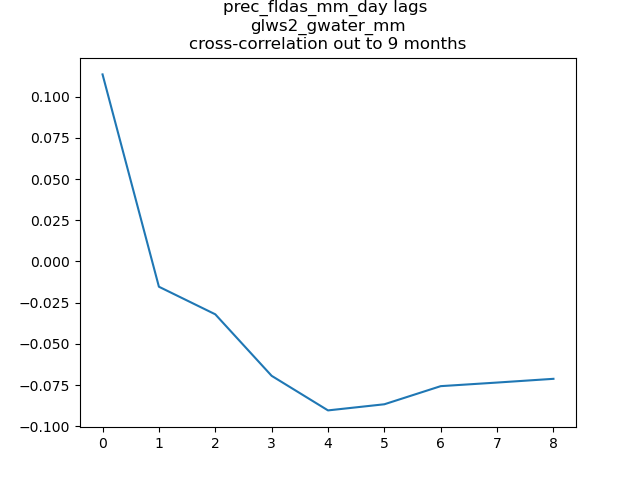 prec_fldas_mm_day lags
glws2_gwater_mm
cross-correlation out to 9 months
0.100
0.075
0.050
0.025
0.000
−0.025
−0.050
−0.075
−0.100
0 1 2 3 4 5 6 7 8